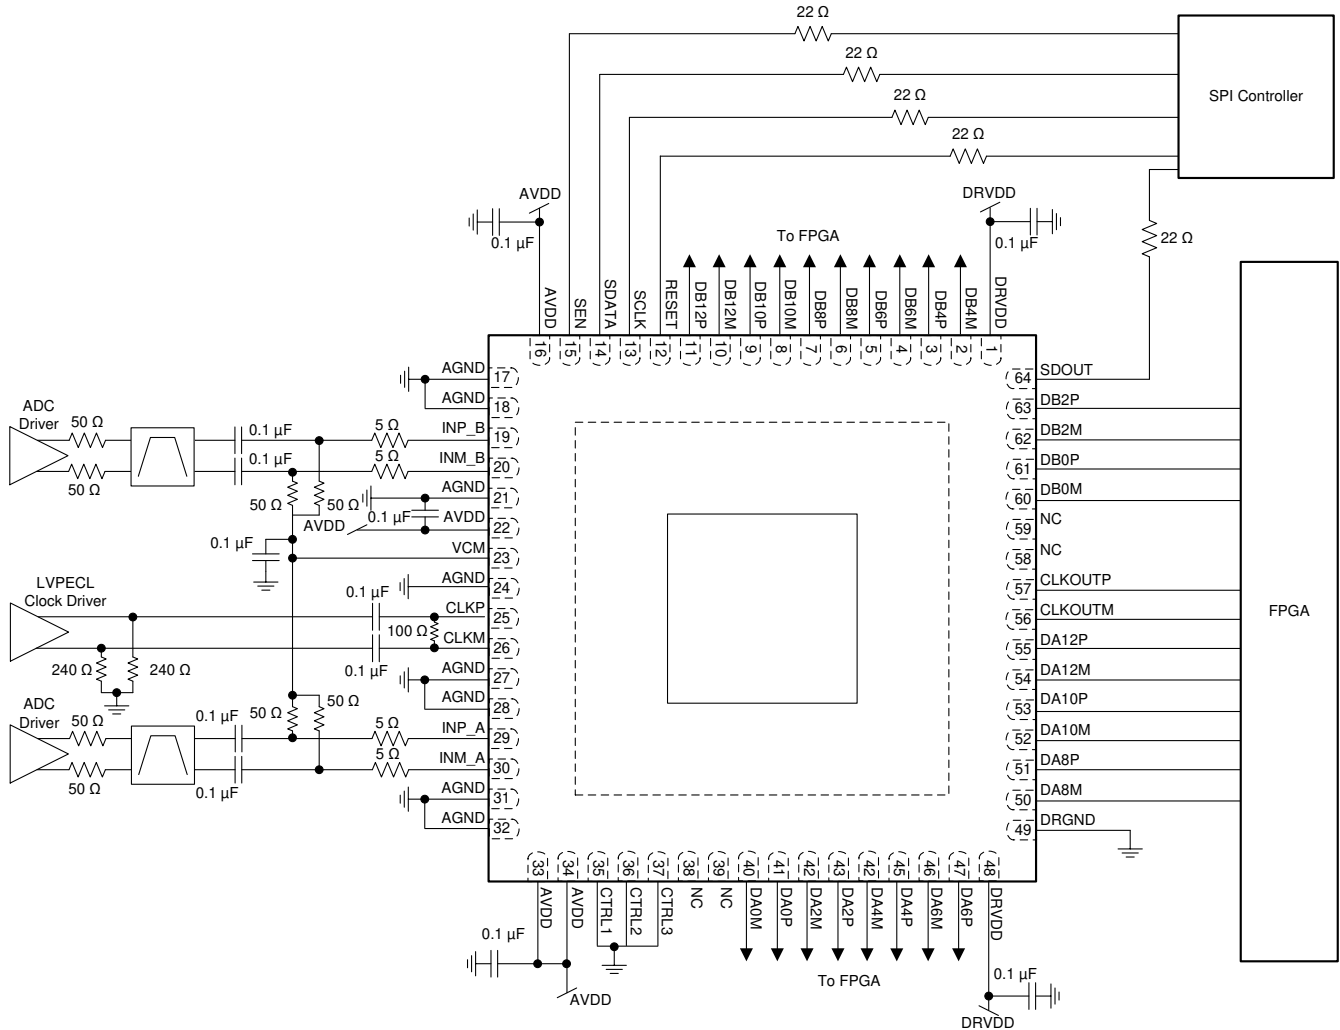 22 Ω
22 Ω
22 Ω
22 Ω
SPI Controller
22 Ω
AVDD
0.1 µF
DRVDD
0.1 µF
To FPGA
AVDD
SEN
SDATA
SCLK
RESET
DB12P
DB12M
DB10P
DB10M
DB8P
DB8M
DB6P
DB6M
DB4P
DB4M
DRVDD
16
15
14
13
12
11
10
9
8
7
6
5
4
3
2
1
AGND 17
AGND 18
INP_B 19
INM_B 20
AGND 21
AVDD 22
VCM 23
AGND 24
CLKP 25
CLKM 26
AGND 27
AGND 28
INP_A 29
INM_A 30
AGND 31
AGND 32
ADC
Driver
50 Ω
50 Ω
0.1 µF
0.1 µF
5 Ω
5 Ω
50 Ω
50 Ω
AVDD
0.1 µF
0.1 µF
LVPECL
Clock Driver
0.1 µF
100 Ω
0.1 µF
240 Ω
240 Ω
ADC
Driver
50 Ω
50 Ω
0.1 µF
0.1 µF
50 Ω
50 Ω
5 Ω
5 Ω
64 SDOUT
63 DB2P
62 DB2M
61 DB0P
60 DB0M
59 NC
58 NC
57 CLKOUTP
56 CLKOUTM
55 DA12P
54 DA12M
53 DA10P
52 DA10M
51 DA8P
50 DA8M
49 DRGND
FPGA
33
34
35
36
37
38
39
40
41
42
43
42
45
46
47
48
AVDD
AVDD
CTRL1
CTRL2
CTRL3
NC
NC
DA0M
DA0P
DA2M
DA2P
DA4M
DA4P
DA6M
DA6P
DRVDD
0.1 µF
AVDD
To FPGA
0.1 µF
DRVDD